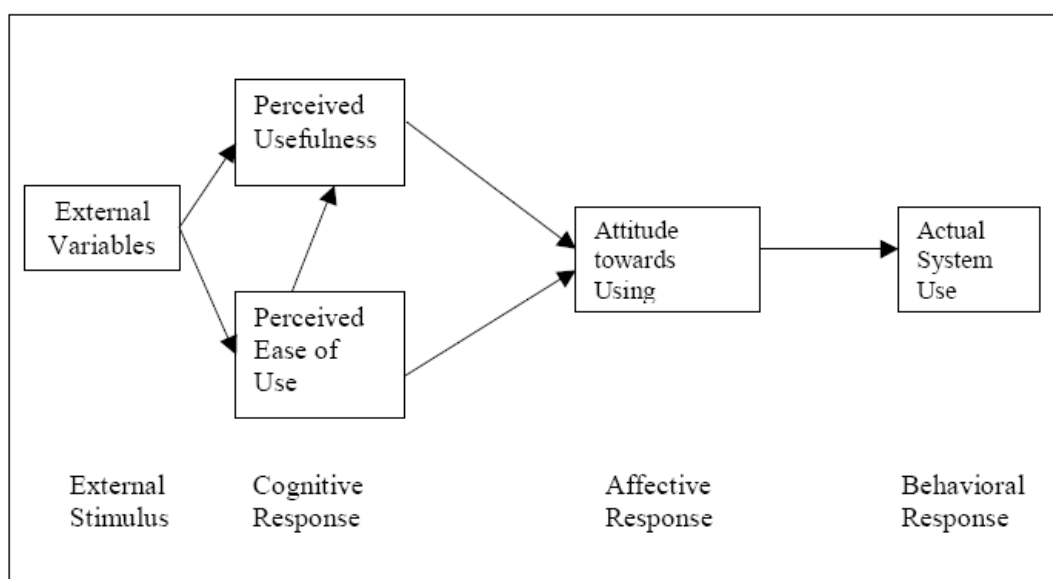 Perceived
Usefulness
External
Variables
Perceived
Ease of
Use
Attitude
towards
Using
Actual
System
Use
External
Stimulus
Cognitive
Response
Affective
Response
Behavioral
Response